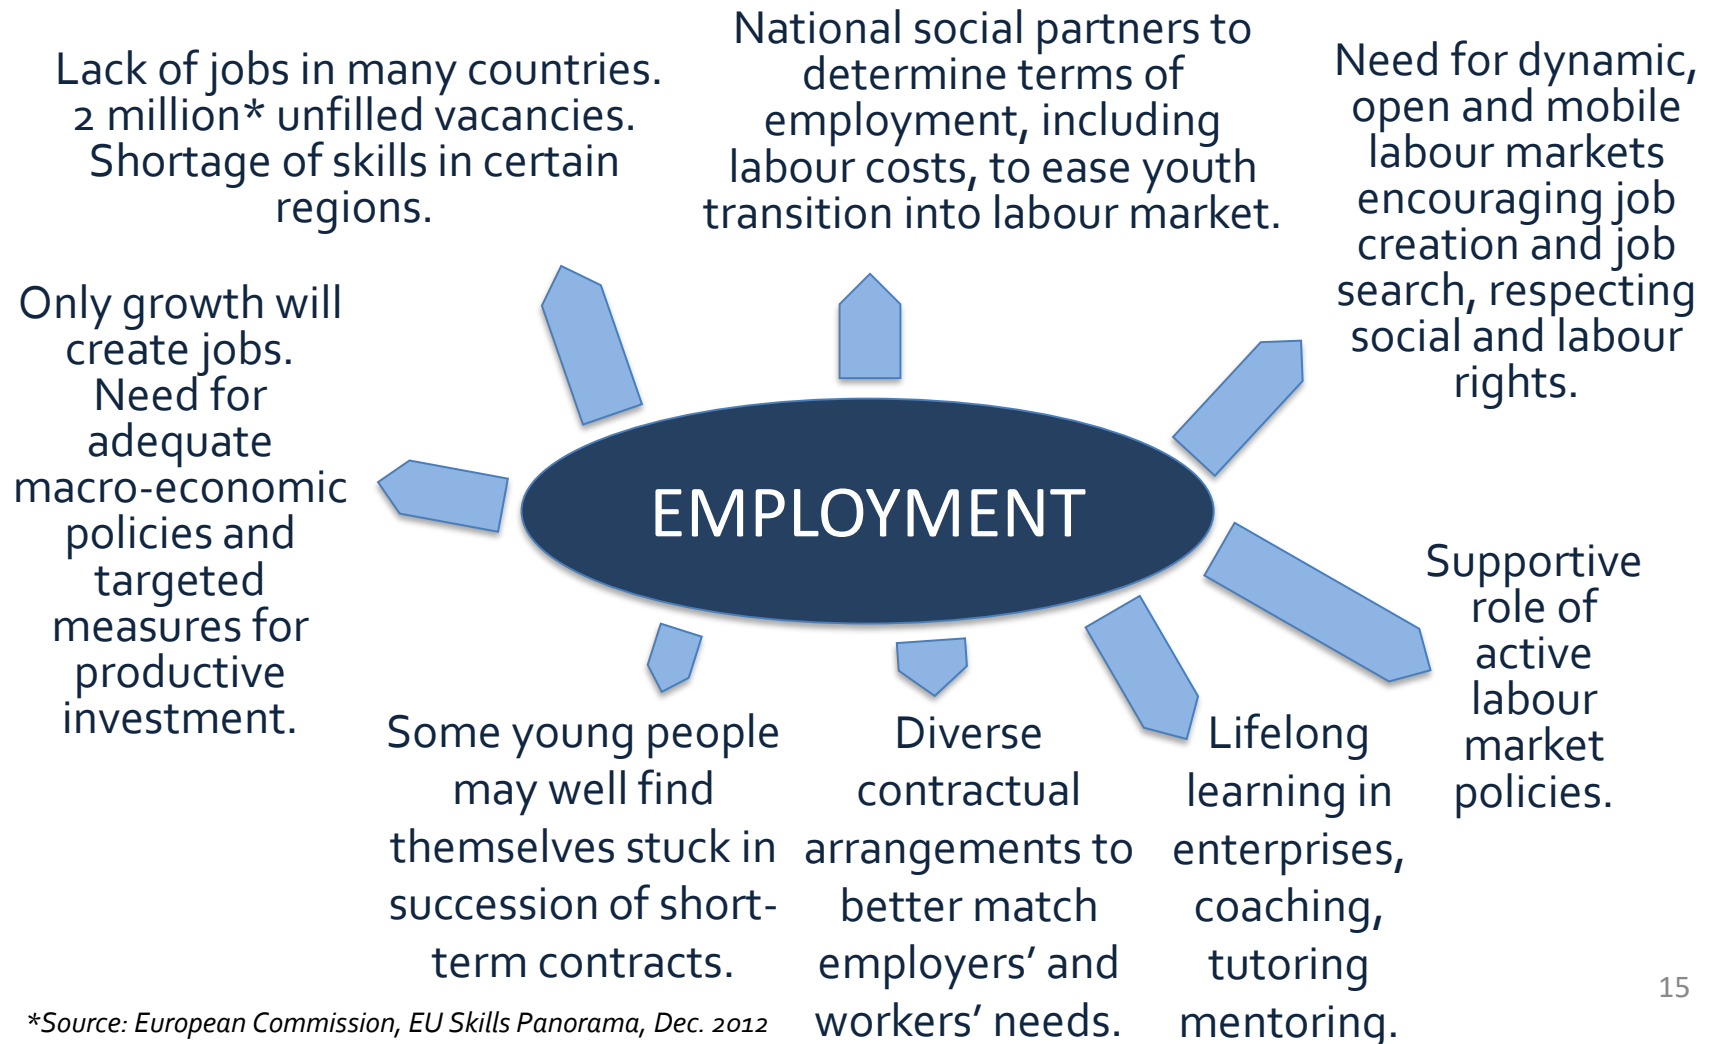 Lack of jobs in many countries.
2 million* unfilled vacancies.
Shortage of skills in certain
regions.
National social partners to
determine terms of
employment, including
labour costs, to ease youth
transition into labour market.
Need for dynamic,
open and mobile
labour markets
encouraging job
creation and job
search, respecting
social and labour
rights.
Only growth will
create jobs.
Need for
adequate
macro-economic
policies and
targeted
measures for
productive
investment.
EMPLOYMENT
Supportive
role of
active
labour
market
policies.
Some young people
may well find
themselves stuck in
succession of short-
term contracts.
Diverse
contractual
arrangements to
better match
employers’ and
workers’ needs.
Lifelong
learning in
enterprises,
coaching,
tutoring
mentoring.
*Source: European Commission, EU Skills Panorama, Dec. 2012
15